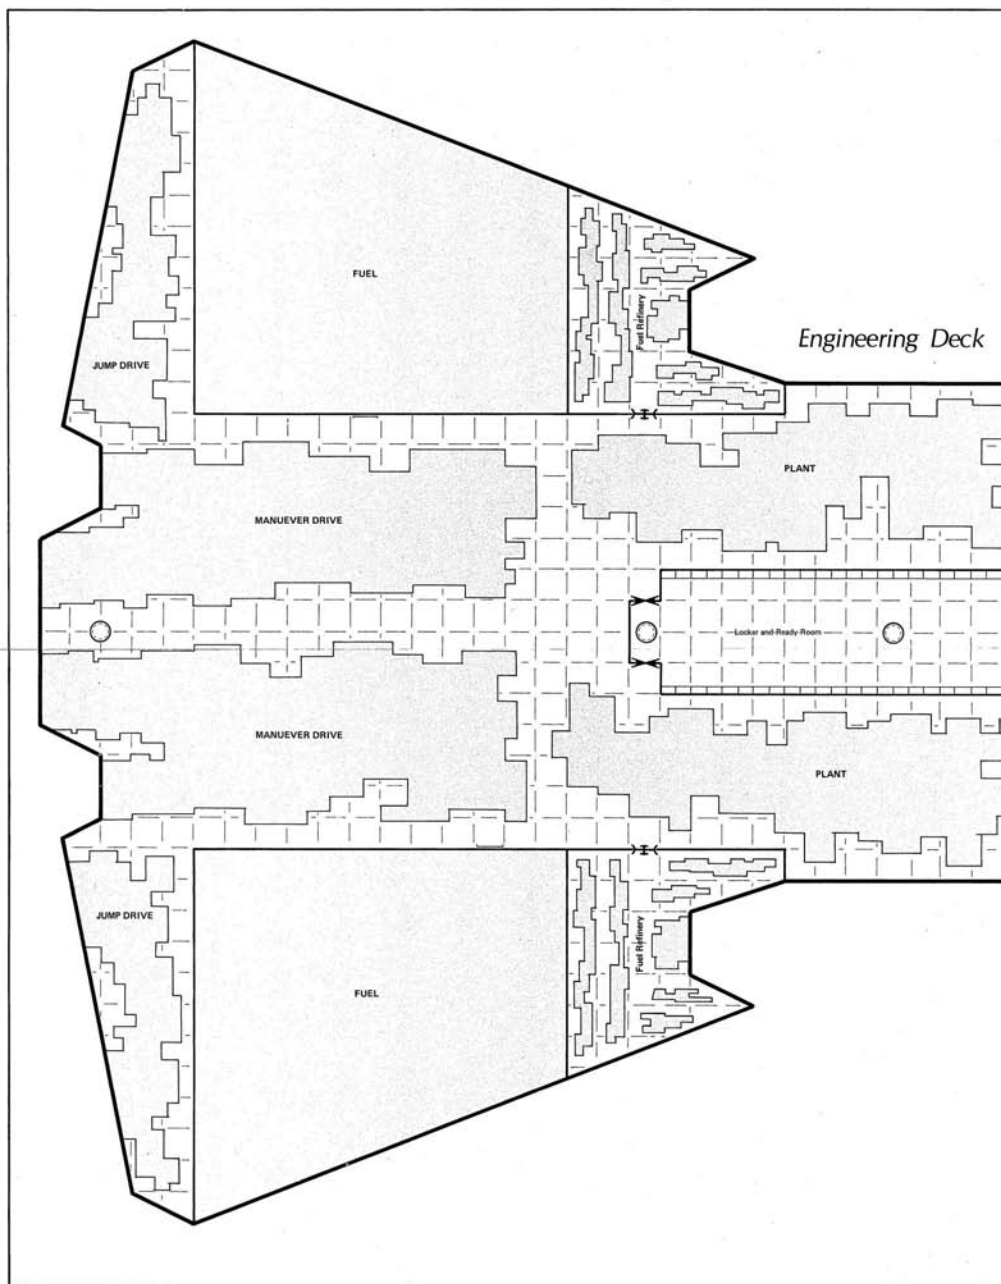 FUEL
Fuel Refinery
Engineering Deck
JUMP DRIVE
PLANT
MANUEVER DRIVE
Locker and Ready Room
MANUEVER DRIVE
PLANT
JUMP DRIVE
Fuel Refinery
FUEL